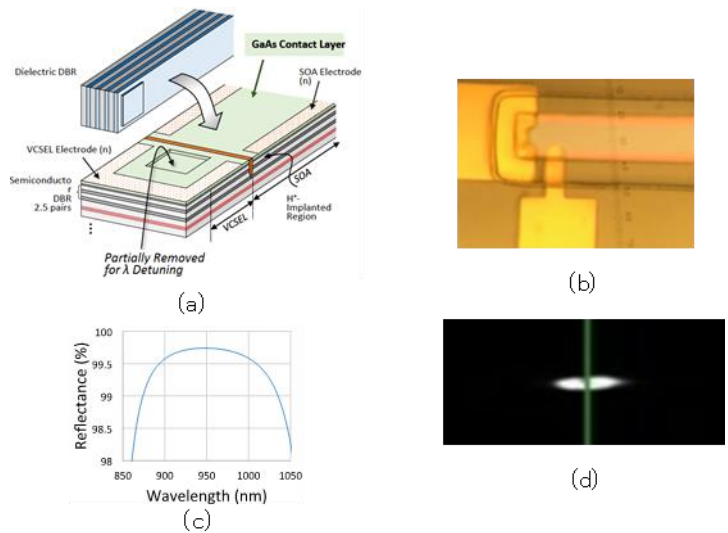 GaAs Contact Layer
Dielectric DBR
SOA Electrode
(n)
VCSEL Electrode (n)
Semiconducto
r
DBR
2.5 pairs
SOA
H⁺-
Implanted
Region
VCSEL
Partially Removed
for λ Detuning
(a)
(b)
100
99.5
99
98.5
98
Reflectance (%)
850 900 950 1000 1050
Wavelength (nm)
(c)
(d)